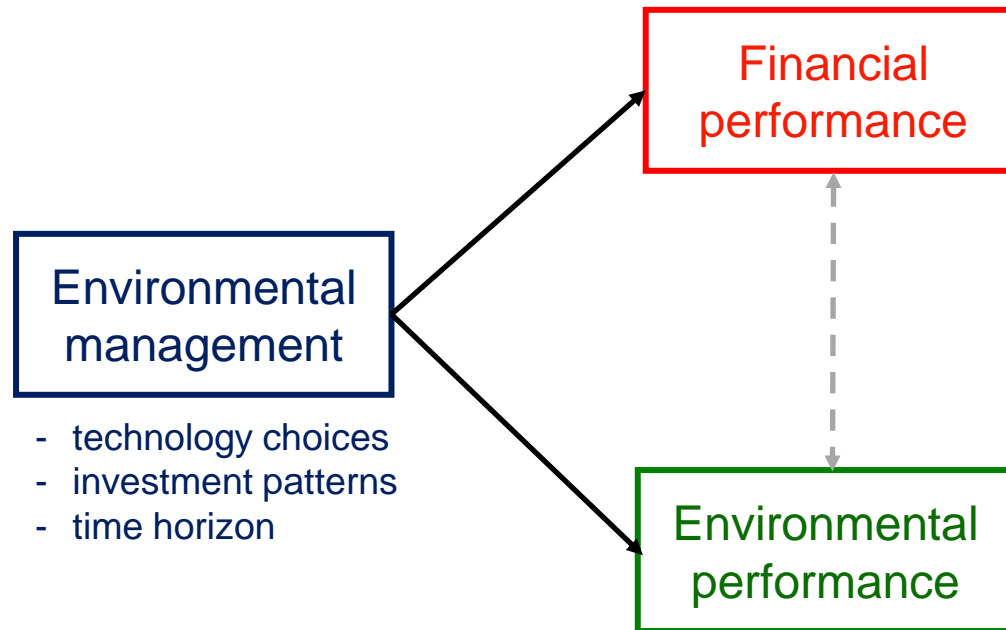 Financial
performance
Environmental
management
- technology choices
- investment patterns
- time horizon
Environmental
performance